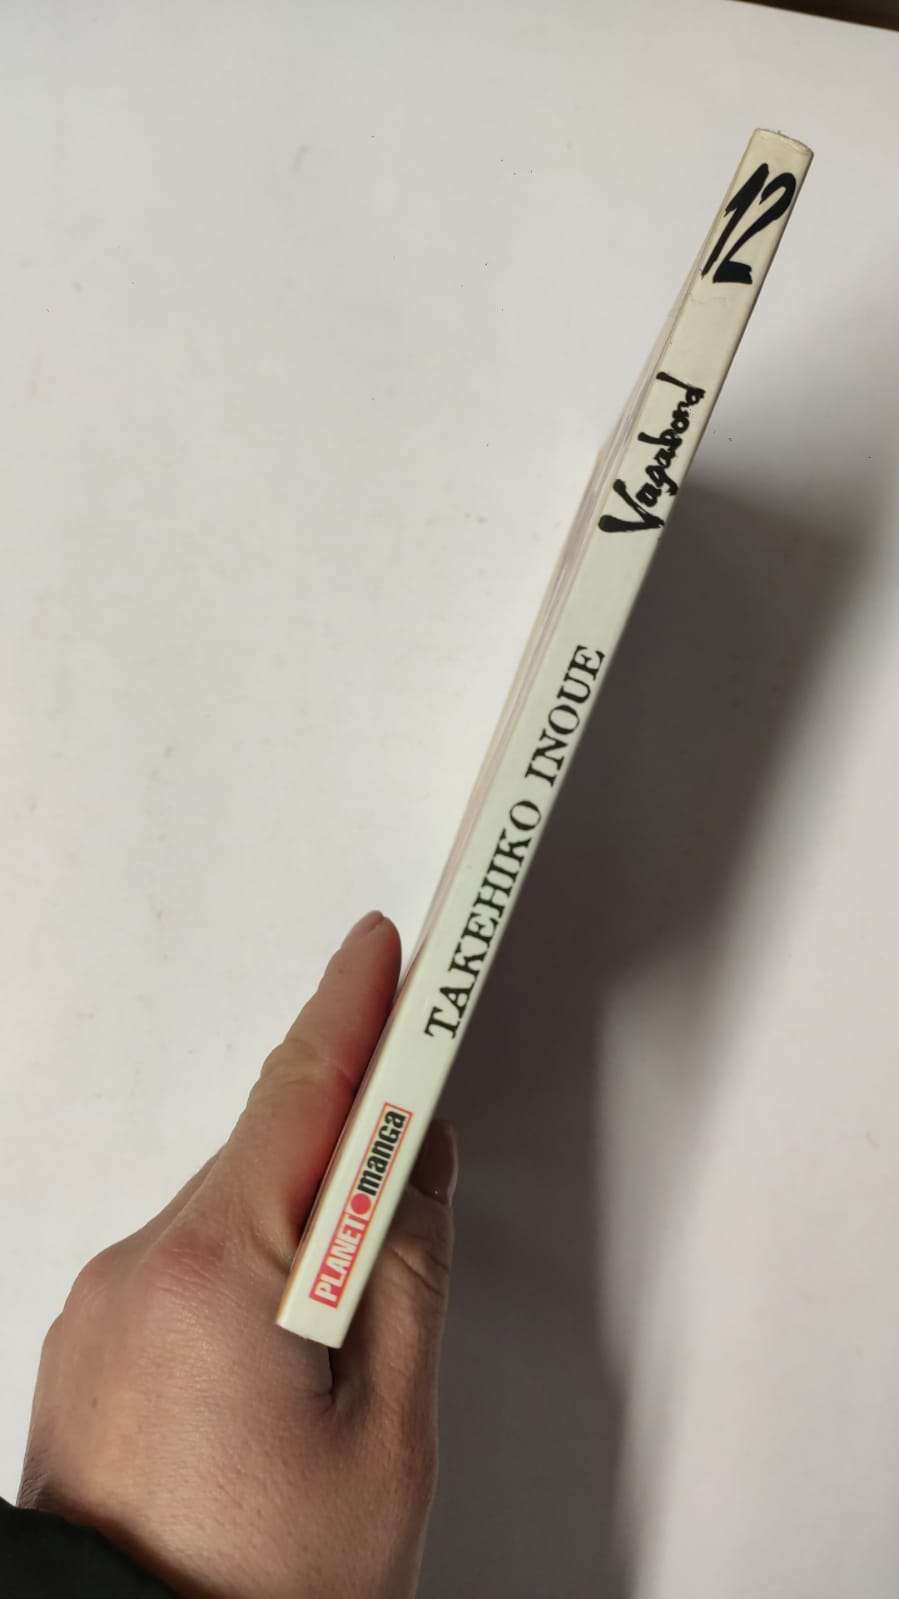 12
Vagabond
TAKEHIKO INOUE
PLANET manga